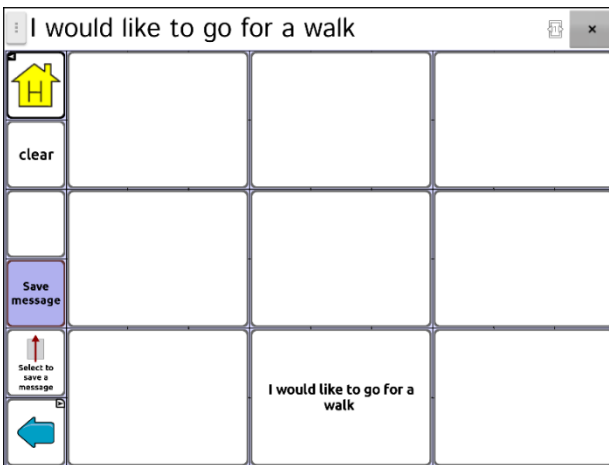 I would like to go for a walk
H
clear
Save
message
Select to
save a
message
I would like to go for a
walk